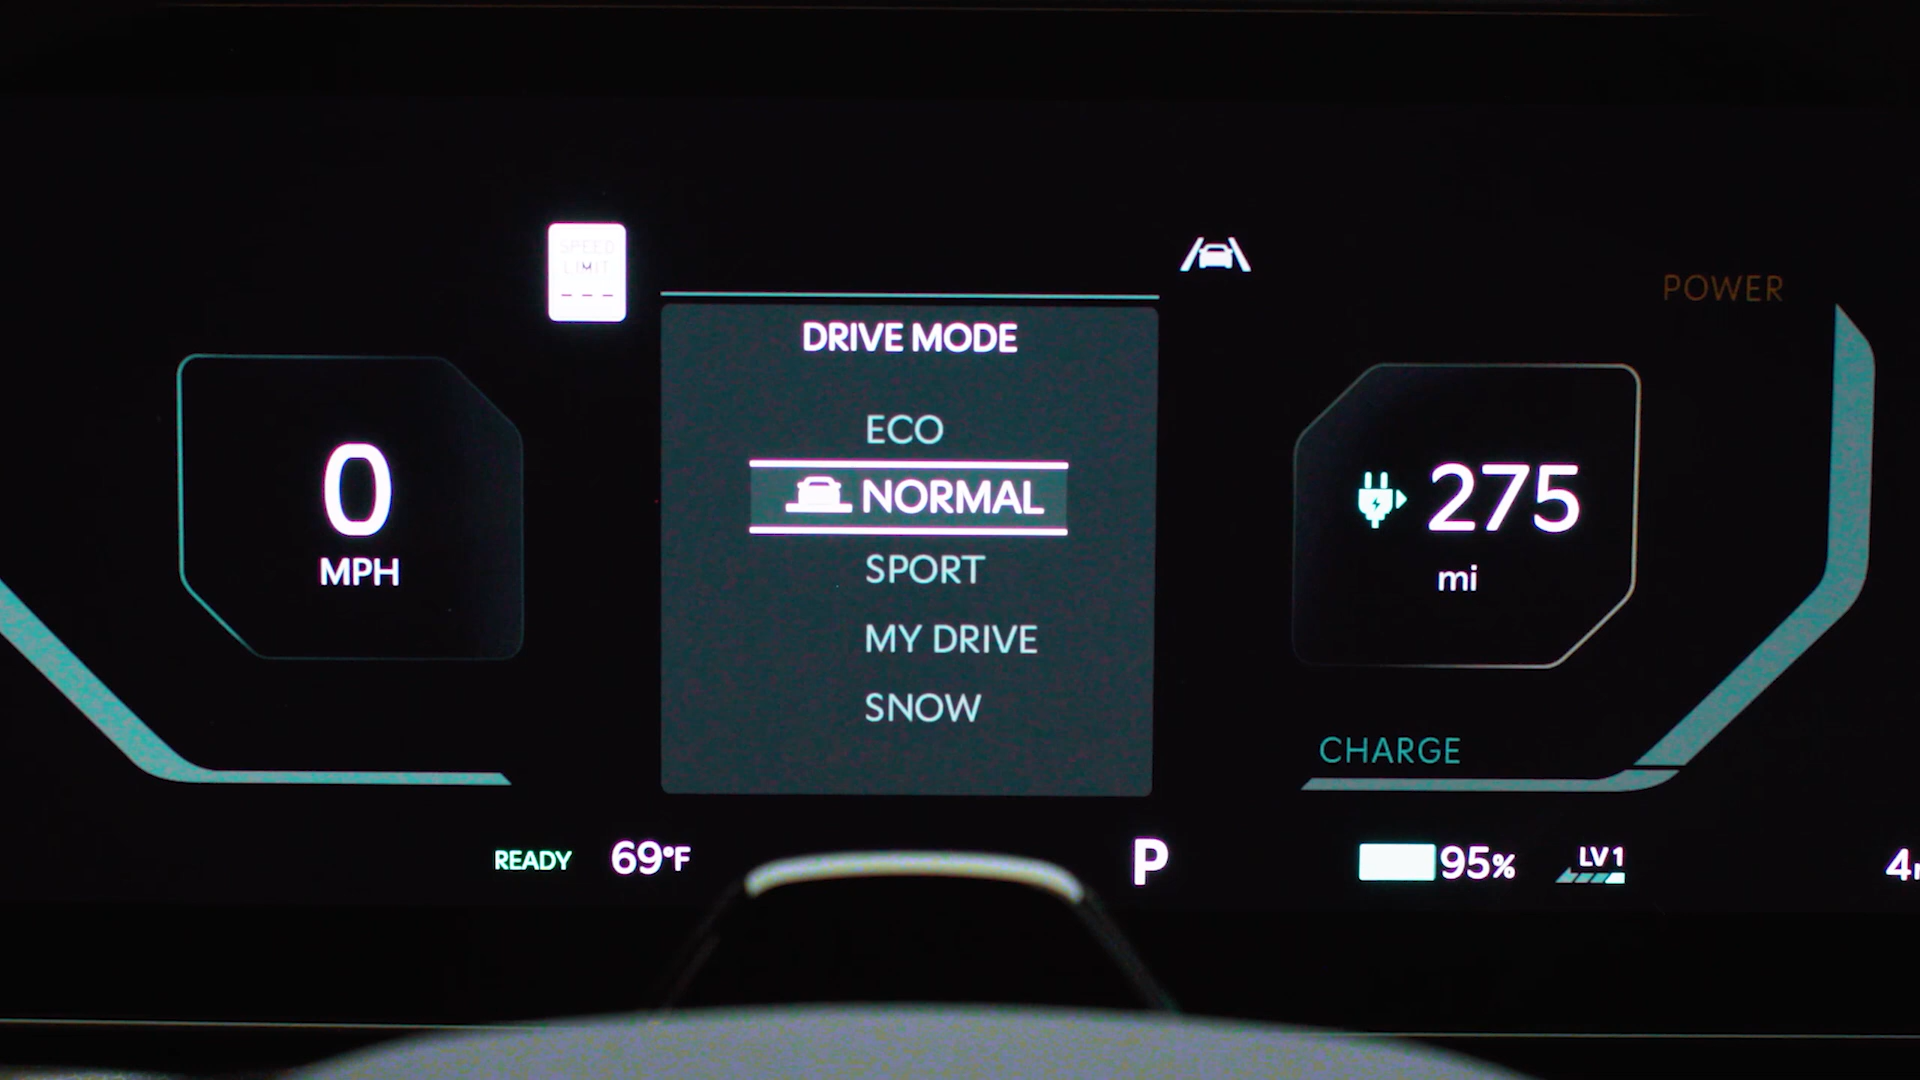 SPEED
LIMIT
---
POWER
DRIVE MODE
ECO
NORMAL
SPORT
MY DRIVE
SNOW
0
MPH
275
mi
CHARGE
READY
69°F
P
95%
LV 1
4